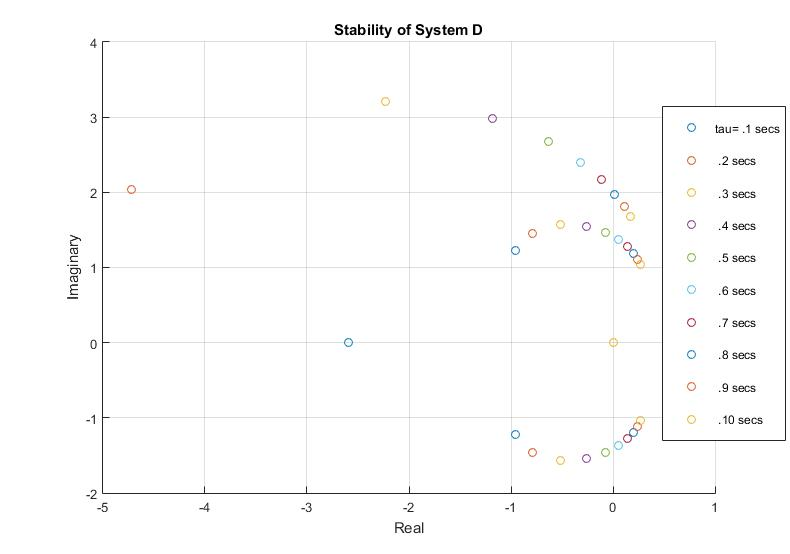 Stability of System D
4
3
2
1
0
-1
-2
Imaginary
-5
-4
-3
-2
-1
0
1
Real
tau= .1 secs
.2 secs
.3 secs
.4 secs
.5 secs
.6 secs
.7 secs
.8 secs
.9 secs
.10 secs